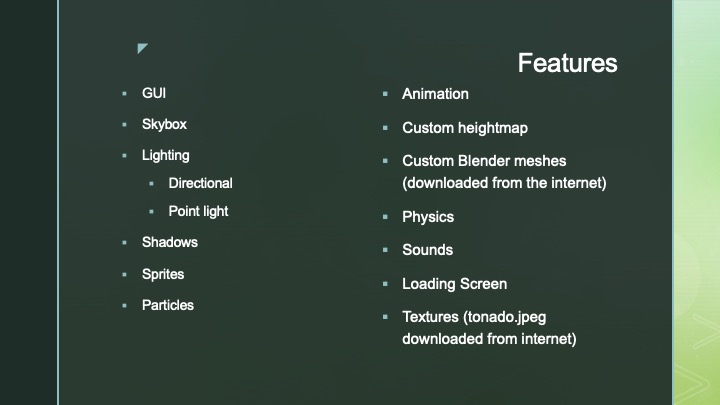 Features
GUI
Skybox
Lighting
Directional
Point light
Shadows
Sprites
Particles
Animation
Custom heightmap
Custom Blender meshes
(downloaded from the internet)
Physics
Sounds
Loading Screen
Textures (tonado.jpeg
downloaded from internet)